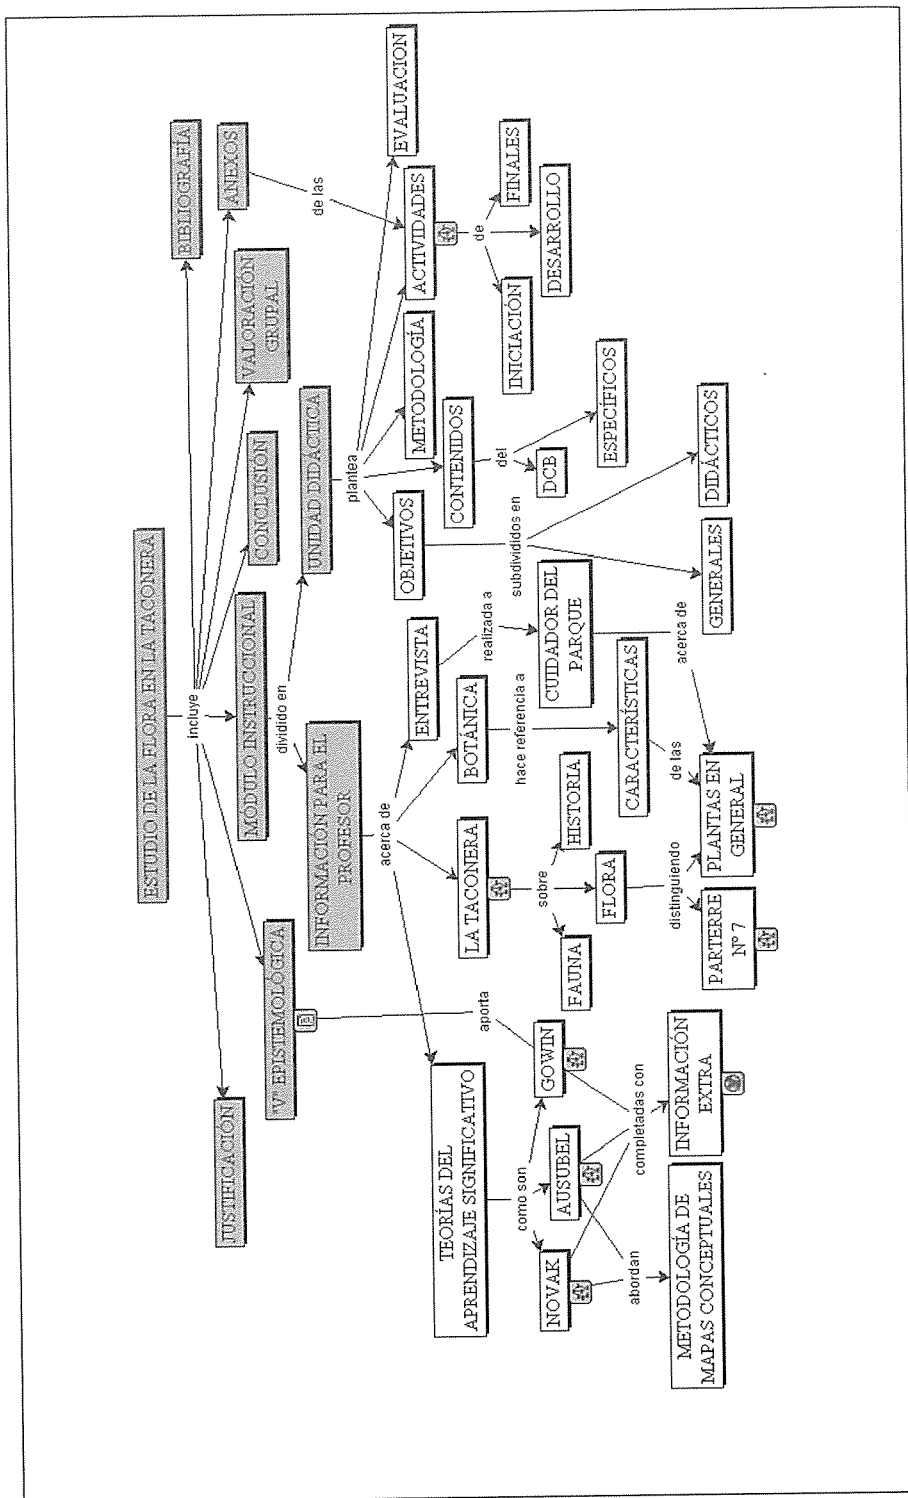 ESTUDIO DE LA FLORA EN LA TACONERA
incluye
JUSTIFICACIÓN
"V" EPISTEMOLÓGICA
MÓDULO INSTRUCCIONAL
CONCLUSIÓN
VALORACIÓN
GRUPAL
ANEXOS
BIBLIOGRAFÍA
dividido en
INFORMACIÓN PARA EL
PROFESOR
UNIDAD DIDÁCTICA
de las
acerca de
plantea
TEORÍAS DEL
APRENDIZAJE SIGNIFICATIVO
LA TACONERA
BOTÁNICA
ENTREVISTA
OBJETIVOS
CONTENIDOS
METODOLOGÍA
ACTIVIDADES
EVALUACIÓN
aporta
como son
sobre
hace referencia a
realizada a
subdivididos en
del
de
NOVAK
AUSUBEL
GOWIN
FAUNA
FLORA
HISTORIA
CARACTERÍSTICAS
CUIDADOR DEL
PARQUE
DCB
ESPECÍFICOS
INICIACIÓN
DESARROLLO
FINALES
abordan
completadas con
distinguiendo
de las
acerca de
METODOLOGÍA DE
MAPAS CONCEPTUALES
INFORMACIÓN
EXTRA
PARTERRE
Nº 7
PLANTAS EN
GENERAL
GENERALES
DIDÁCTICOS